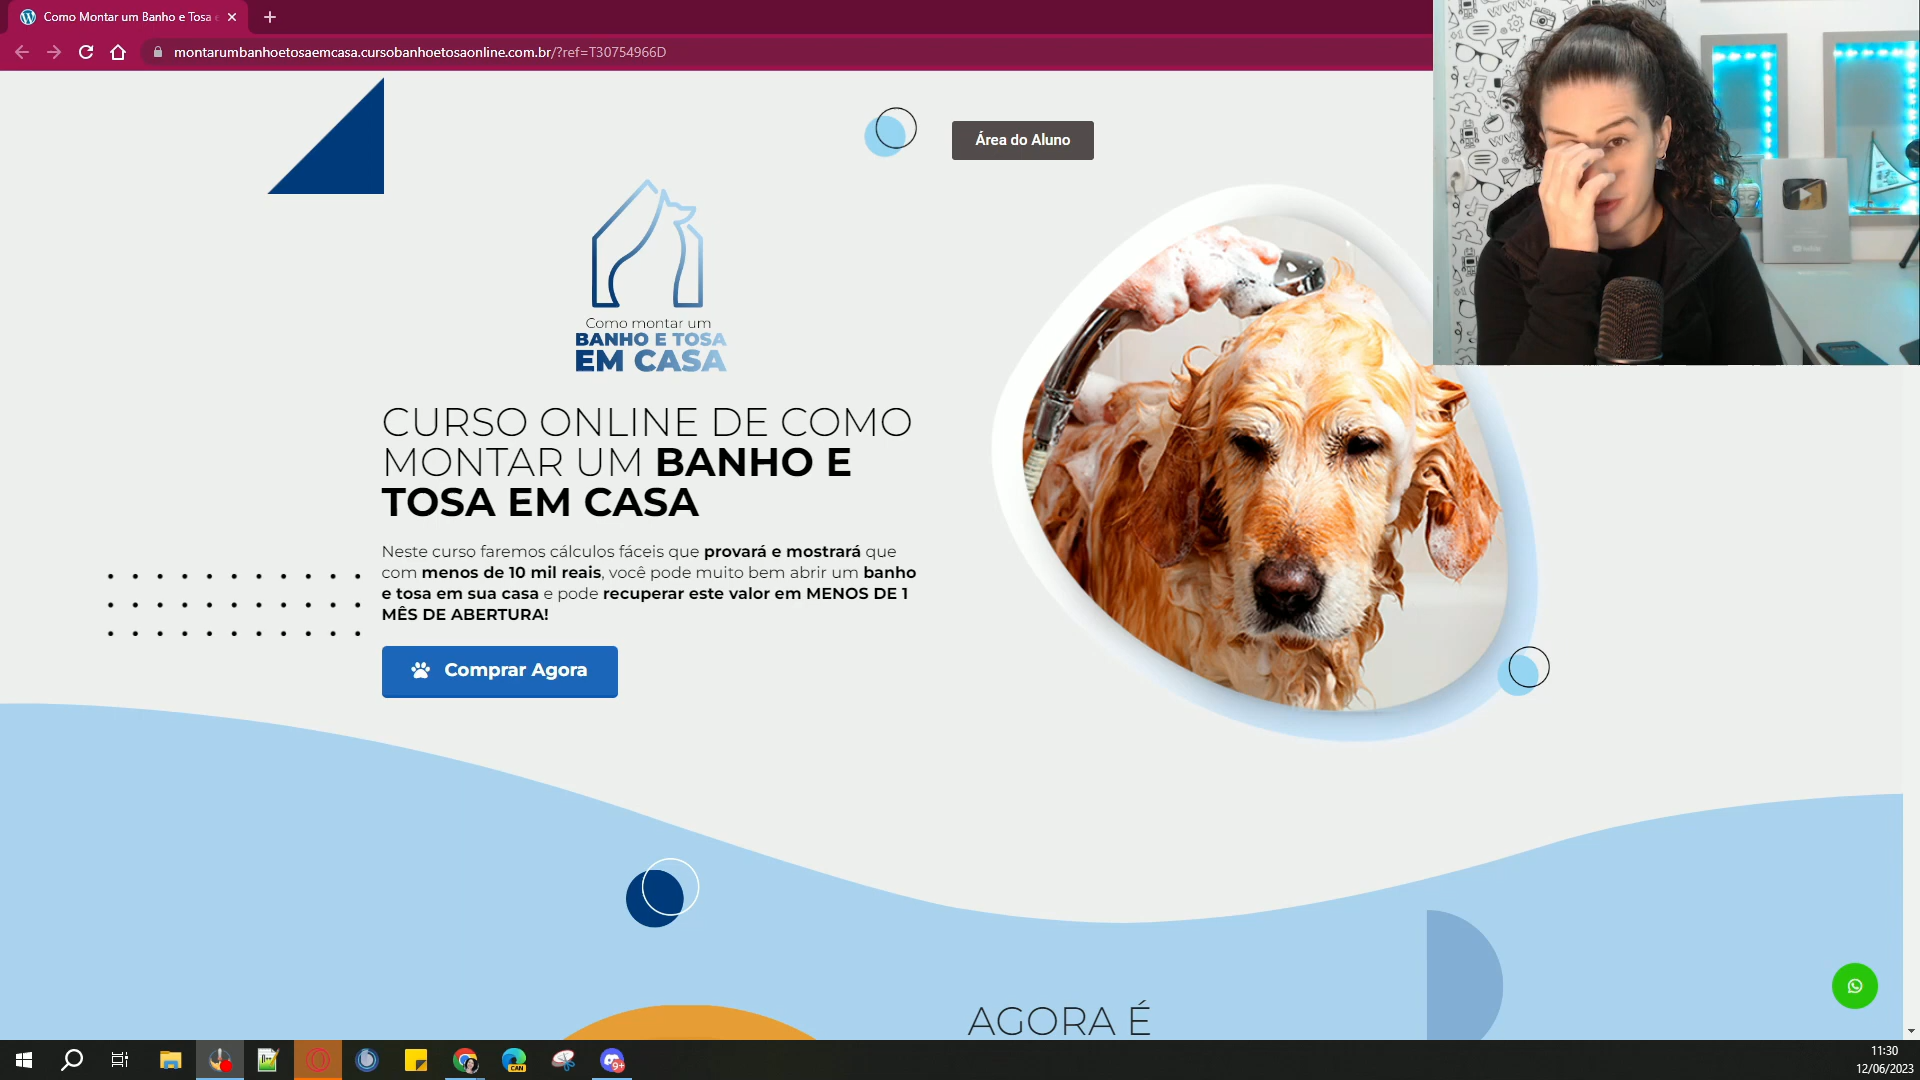 Como Montar um Banho e Tosa
montarumbanhoetosaemcasa.cursobanhoetosaonline.com.br/?ref=T30754966D
Área do Aluno
Como montar um
BANHO E TOSA
EM CASA
CURSO ONLINE DE COMO
MONTAR UM BANHO E
TOSA EM CASA
Neste curso faremos cálculos fáceis que provará e mostrará que
com menos de 10 mil reais, você pode muito bem abrir um banho
e tosa em sua casa e pode recuperar este valor em MENOS DE 1
MÊS DE ABERTURA!
Comprar Agora
AGORA É
CAN
9+
11:30
12/06/2023